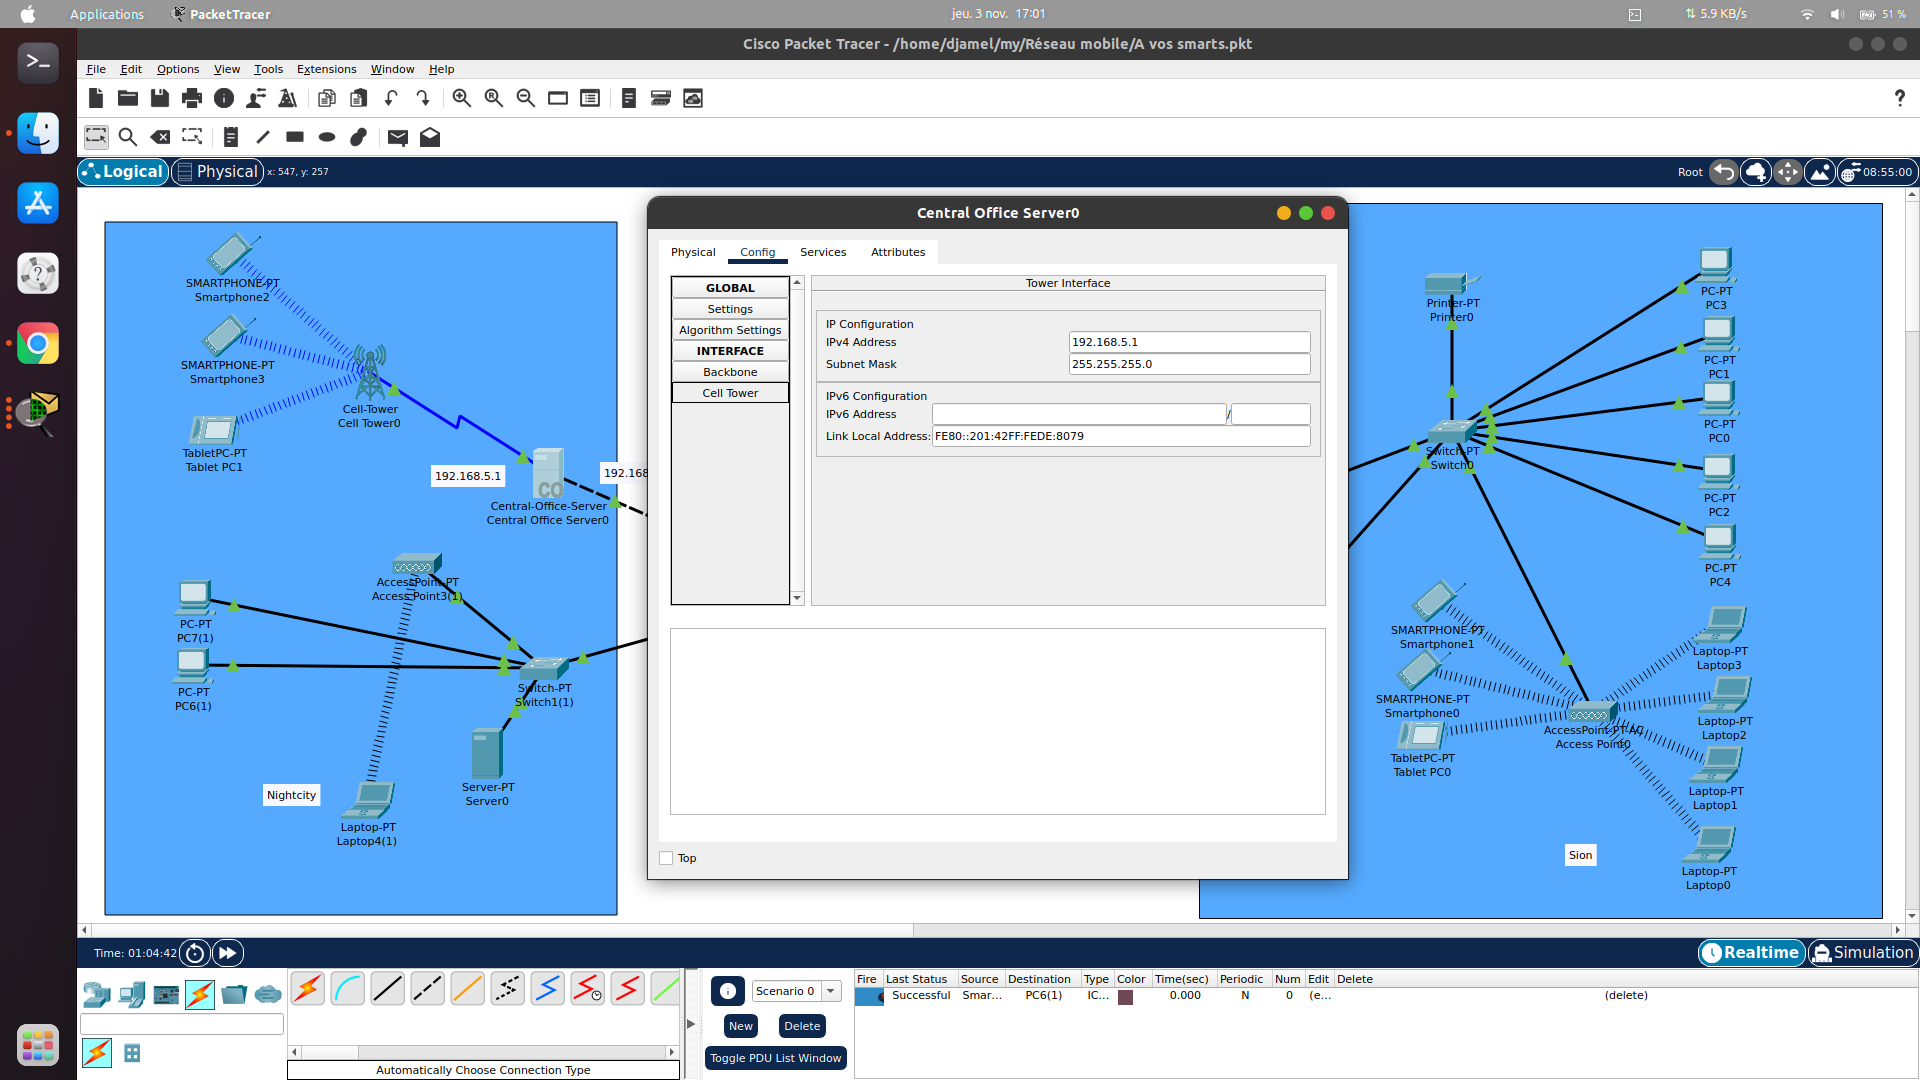 Applications
PacketTracer
jeu. 3 nov. 17:01
5.9 KB/s
51 %
Cisco Packet Tracer - /home/djamel/my/Réseau mobile/A vos smarts.pkt
File Edit Options View Tools Extensions Window Help
Logical
Physical
x: 547, y: 257
Root
08:55:00
SMARTPHONE-PT
Smartphone2
SMARTPHONE-PT
Smartphone3
TabletPC-PT
Tablet PC1
Cell-Tower
Cell Tower0
192.168.5.1
192.168
Central-Office-Server
Central Office Server0
AccessPoint-PT
Access Point3(1)
PC-PT
PC7(1)
PC-PT
PC6(1)
Switch-PT
Switch1(1)
Server-PT
Server0
Nightcity
Laptop-PT
Laptop4(1)
Central Office Server0
Physical Config Services Attributes
GLOBAL
Settings
Algorithm Settings
INTERFACE
Backbone
Cell Tower
Tower Interface
IP Configuration
IPv4 Address 192.168.5.1
Subnet Mask 255.255.255.0
IPv6 Configuration
IPv6 Address /
Link Local Address: FE80::201:42FF:FEDE:8079
Top
Printer-PT
Printer0
PC-PT
PC3
PC-PT
PC1
PC-PT
PC0
PC-PT
PC2
PC-PT
PC4
Switch-PT
Switch0
SMARTPHONE-PT
Smartphone1
SMARTPHONE-PT
Smartphone0
TabletPC-PT
Tablet PC0
AccessPoint-PT-AC
Access Point0
Laptop-PT
Laptop3
Laptop-PT
Laptop2
Laptop-PT
Laptop1
Laptop-PT
Laptop0
Sion
Time: 01:04:42
Realtime
Simulation
Automatically Choose Connection Type
Scenario 0
New
Delete
Toggle PDU List Window
Fire Last Status Source Destination Type Color Time(sec) Periodic Num Edit Delete
Successful Smar... PC6(1) IC... 0.000 N 0 (e... (delete)